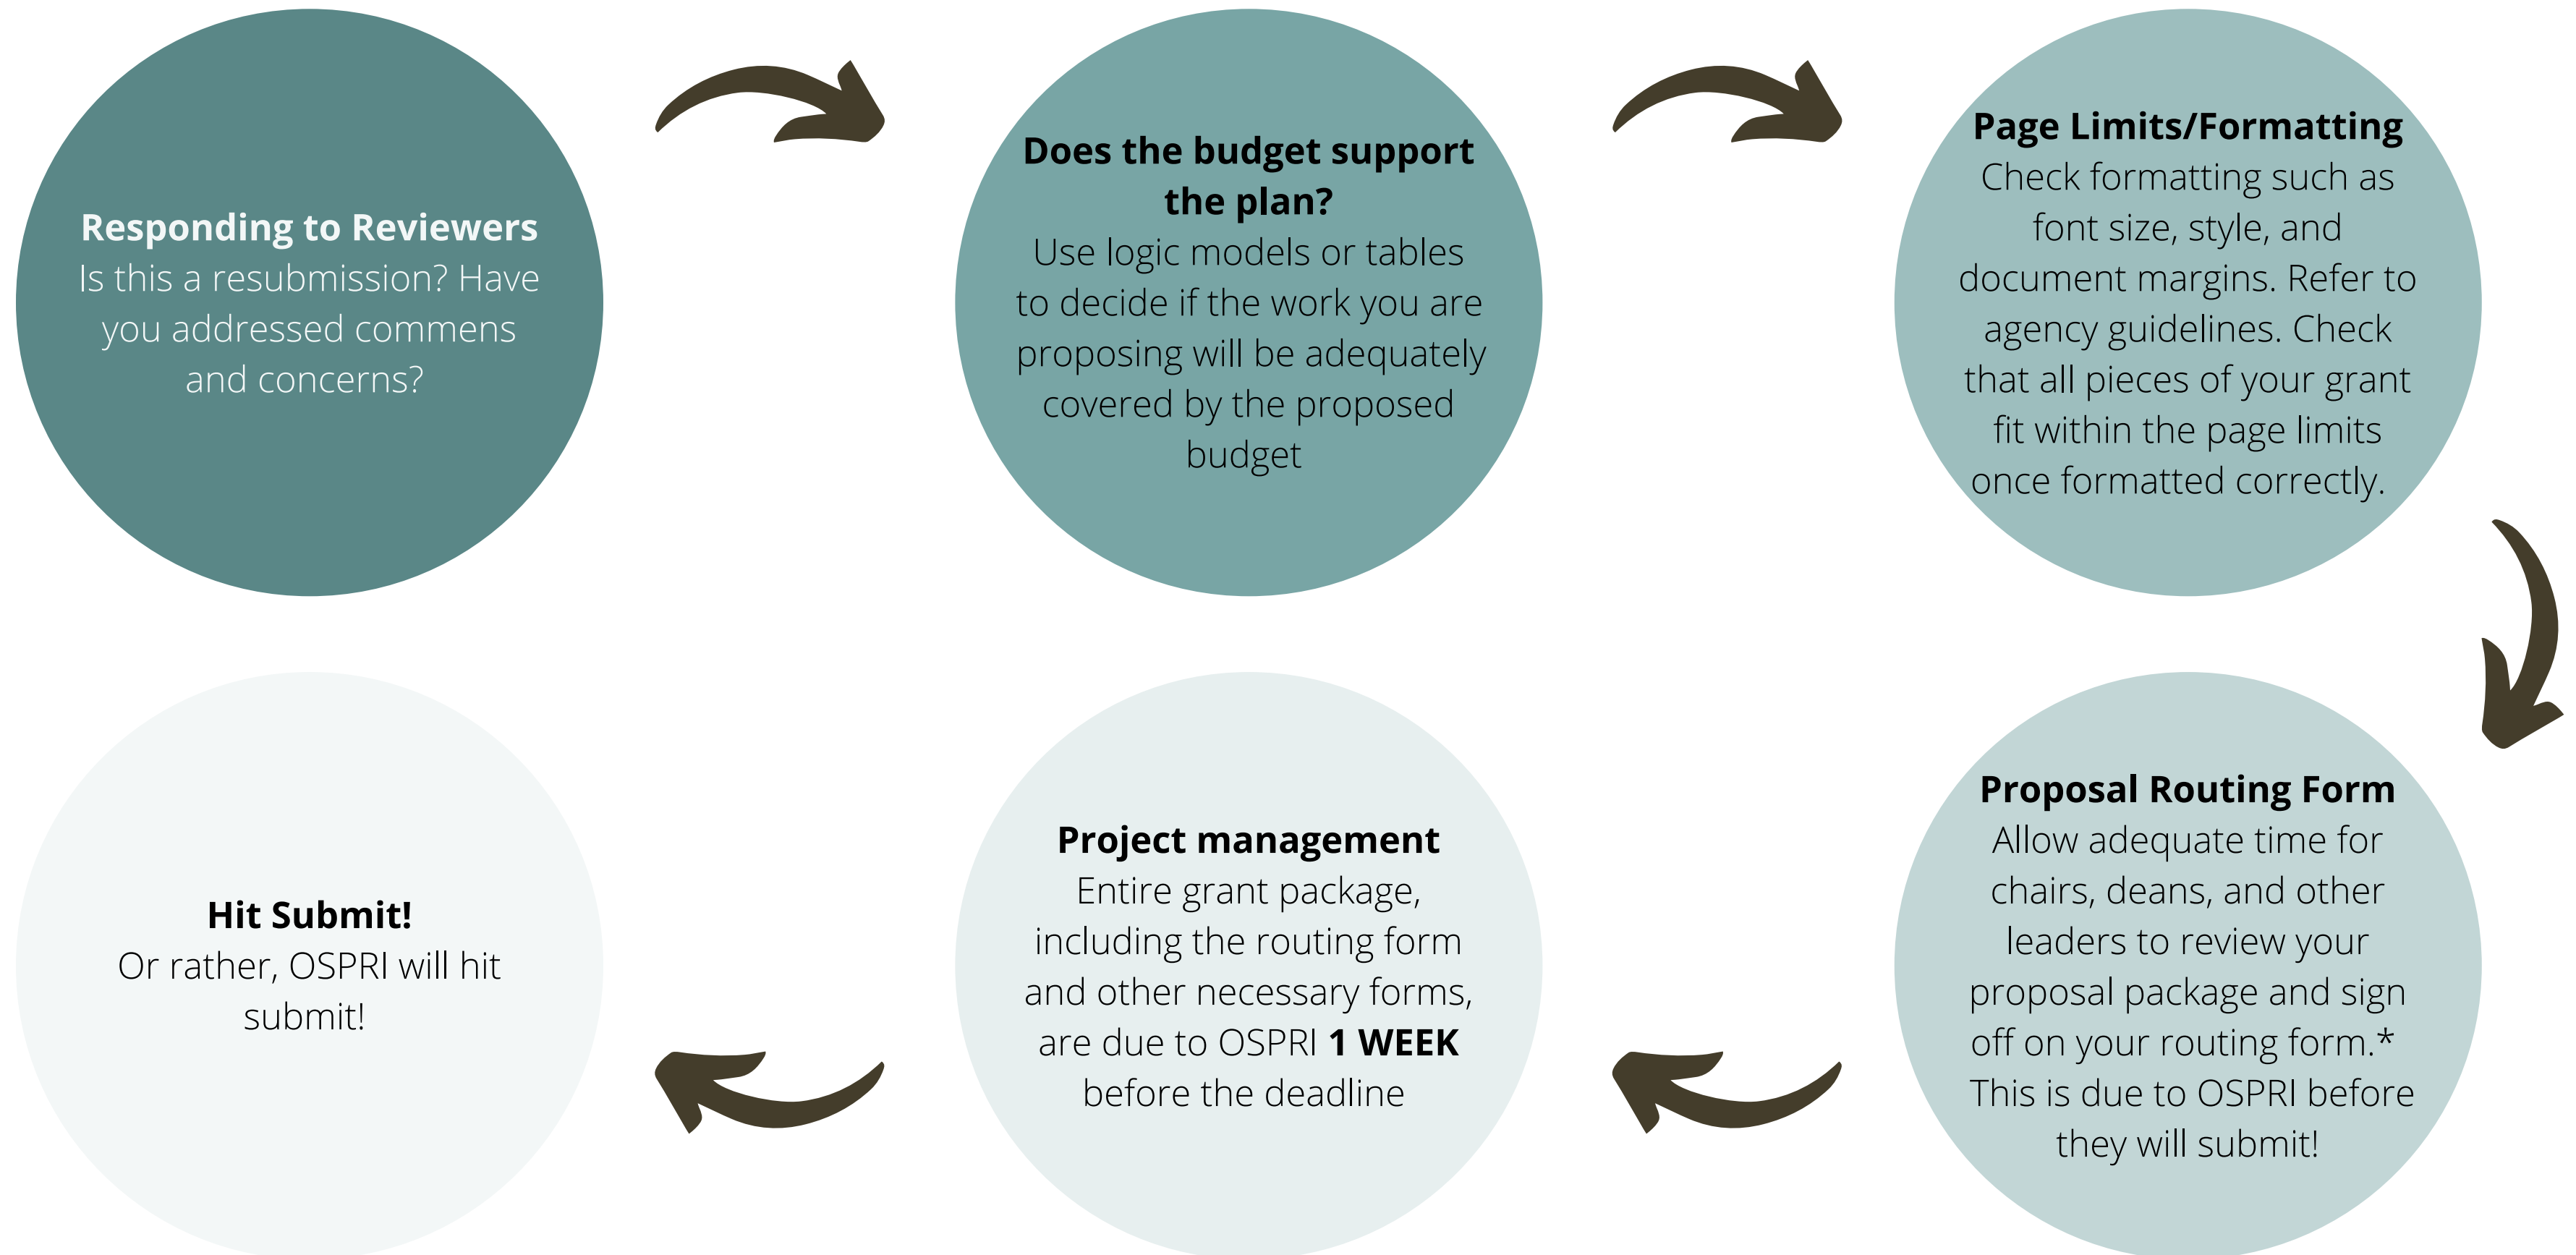 Responding to Reviewers
Is this a resubmission? Have
you addressed commens
and concerns?
Does the budget support
the plan?
Use logic models or tables
to decide if the work you are
proposing will be adequately
covered by the proposed
budget
Page Limits/Formatting
Check formatting such as
font size, style, and
document margins. Refer to
agency guidelines. Check
that all pieces of your grant
fit within the page limits
once formatted correctly.
Proposal Routing Form
Allow adequate time for
chairs, deans, and other
leaders to review your
proposal package and sign
off on your routing form.*
This is due to OSPRI before
they will submit!
Project management
Entire grant package,
including the routing form
and other necessary forms,
are due to OSPRI 1 WEEK
before the deadline
Hit Submit!
Or rather, OSPRI will hit
submit!